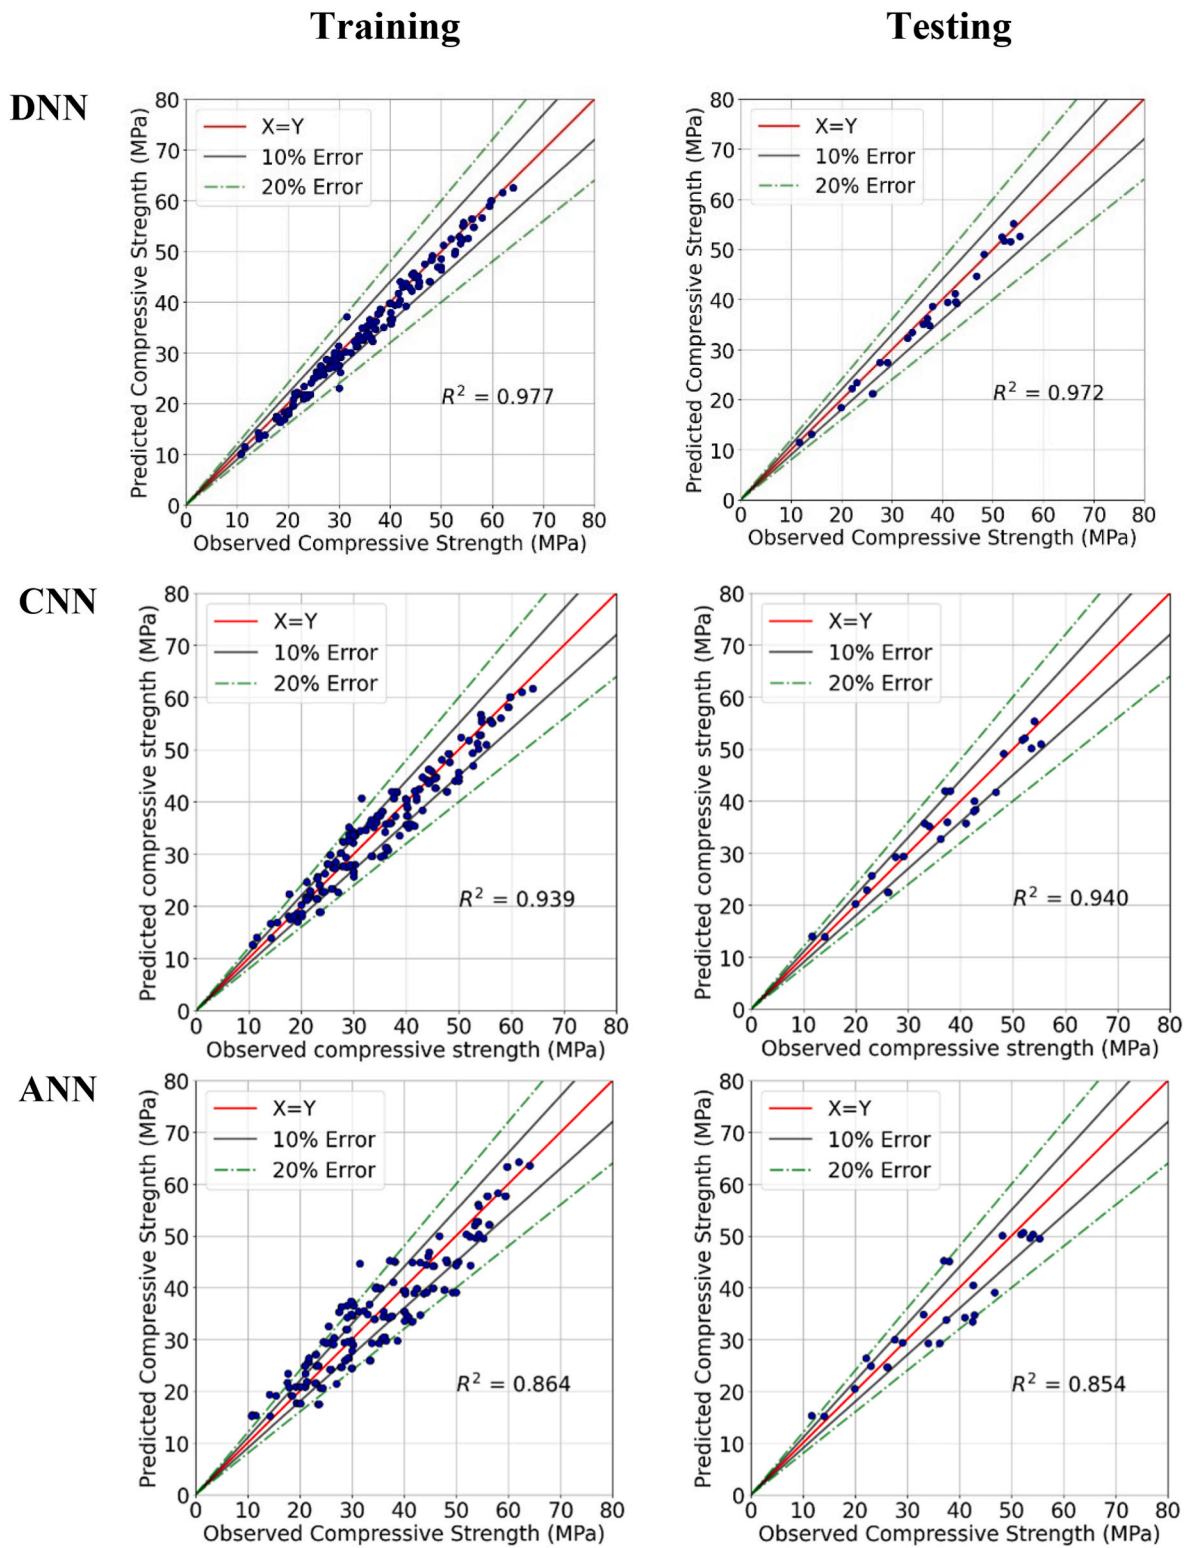 Training
Testing
DNN
Predicted Compressive Stregnth (MPa)
80
70
60
50
40
30
20
10
0
X=Y
10% Error
20% Error
R² = 0.977
0 10 20 30 40 50 60 70 80
Observed Compressive Strength (MPa)
Predicted Compressive Stregnth (MPa)
80
70
60
50
40
30
20
10
0
X=Y
10% Error
20% Error
R² = 0.972
0 10 20 30 40 50 60 70 80
Observed Compressive Strength (MPa)
CNN
Predicted compressive stregnth (MPa)
80
70
60
50
40
30
20
10
0
X=Y
10% Error
20% Error
R² = 0.939
0 10 20 30 40 50 60 70 80
Observed compressive strength (MPa)
Predicted compressive stregnth (MPa)
80
70
60
50
40
30
20
10
0
X=Y
10% Error
20% Error
R² = 0.940
0 10 20 30 40 50 60 70 80
Observed compressive strength (MPa)
ANN
Predicted Compressive Stregnth (MPa)
80
70
60
50
40
30
20
10
0
X=Y
10% Error
20% Error
R² = 0.864
0 10 20 30 40 50 60 70 80
Observed Compressive Strength (MPa)
Predicted Compressive Stregnth (MPa)
80
70
60
50
40
30
20
10
0
X=Y
10% Error
20% Error
R² = 0.854
0 10 20 30 40 50 60 70 80
Observed Compressive Strength (MPa)